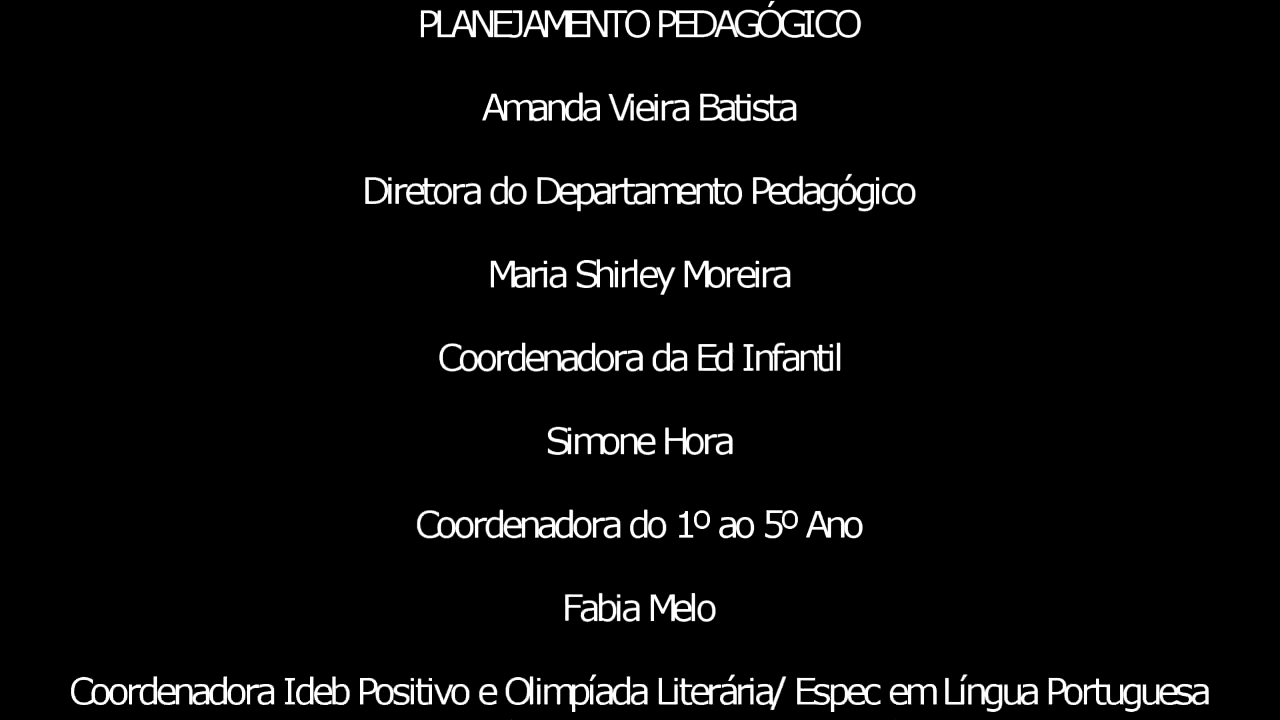 PLANEJAMENTO PEDAGÓGICO
Amanda Vieira Batista
Diretora do Departamento Pedagógico
Maria Shirley Moreira
Coordenadora da Ed Infantil
Simone Hora
Coordenadora do 1º ao 5º Ano
Fabia Melo
Coordenadora Ideb Positivo e Olimpíada Literária/ Espec em Língua Portuguesa